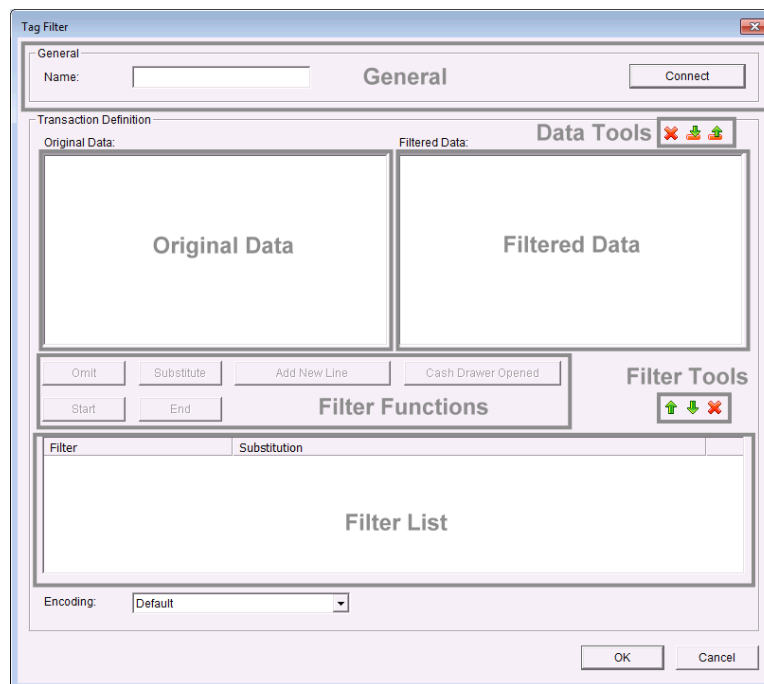 Tag Filter
General
Name:
General
Connect
Transaction Definition
Data Tools
Original Data:
Filtered Data:
Original Data
Filtered Data
Omit
Substitute
Add New Line
Cash Drawer Opened
Filter Tools
Start
End
Filter Functions
Filter
Substitution
Filter List
Encoding:
Default
OK
Cancel